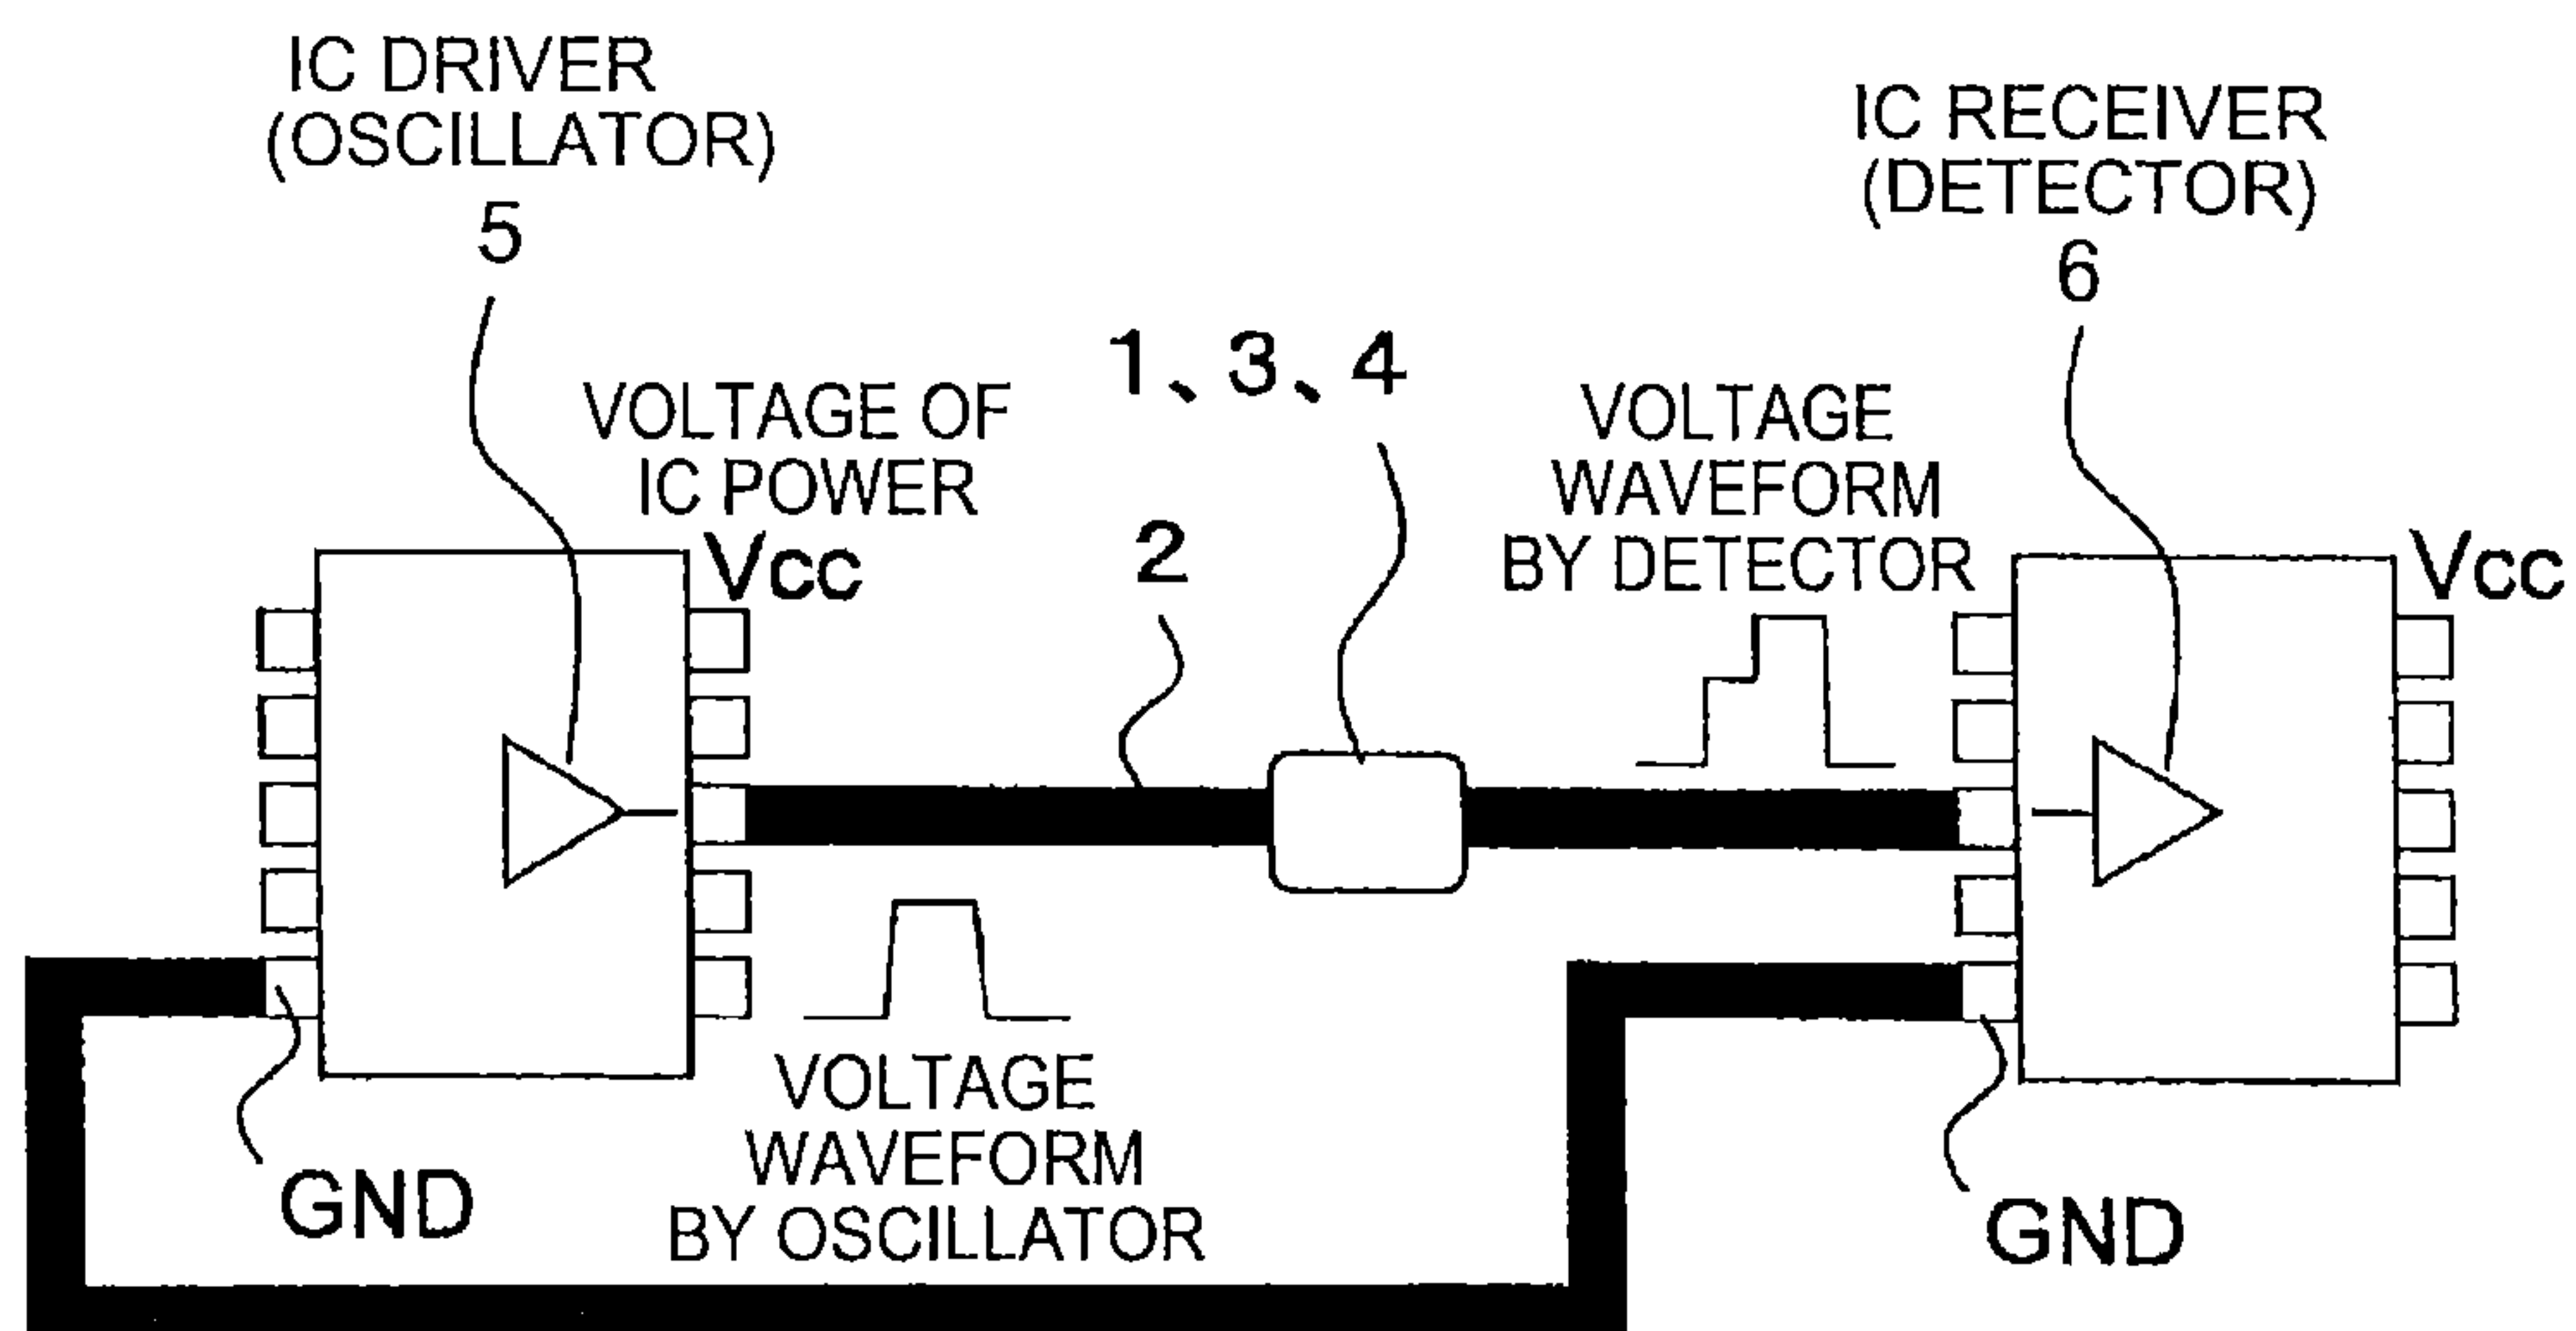 IC DRIVER
(OSCILLATOR)
5
IC RECEIVER
(DETECTOR)
6
1、3、4
VOLTAGE OF
IC POWER
Vcc
2
VOLTAGE
WAVEFORM
BY DETECTOR
Vcc
VOLTAGE
WAVEFORM
BY OSCILLATOR
GND
GND